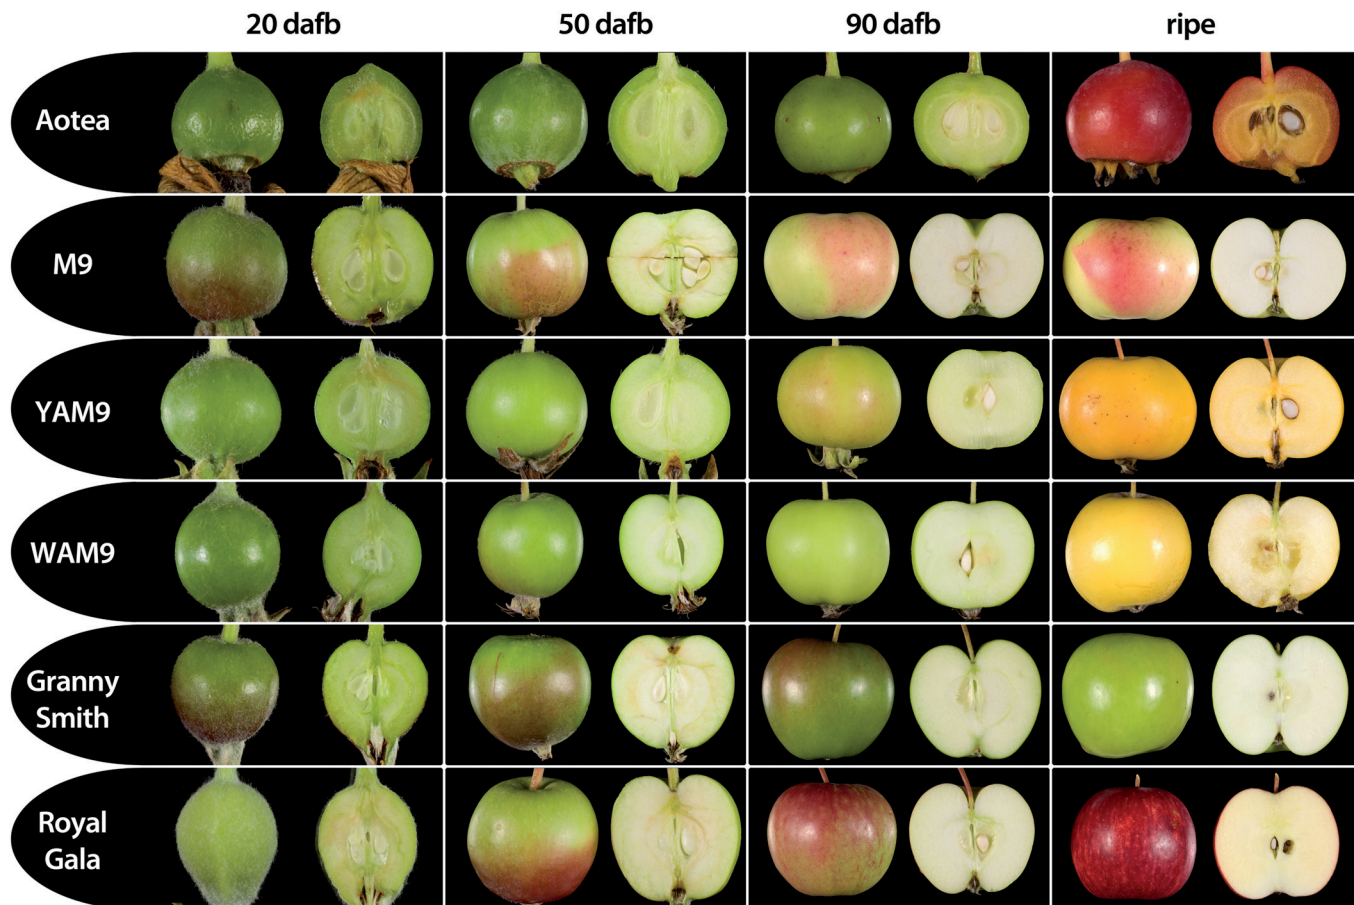 20 dafb
50 dafb
90 dafb
ripe
Aotea
M9
YAM9
WAM9
Granny
Smith
Royal
Gala